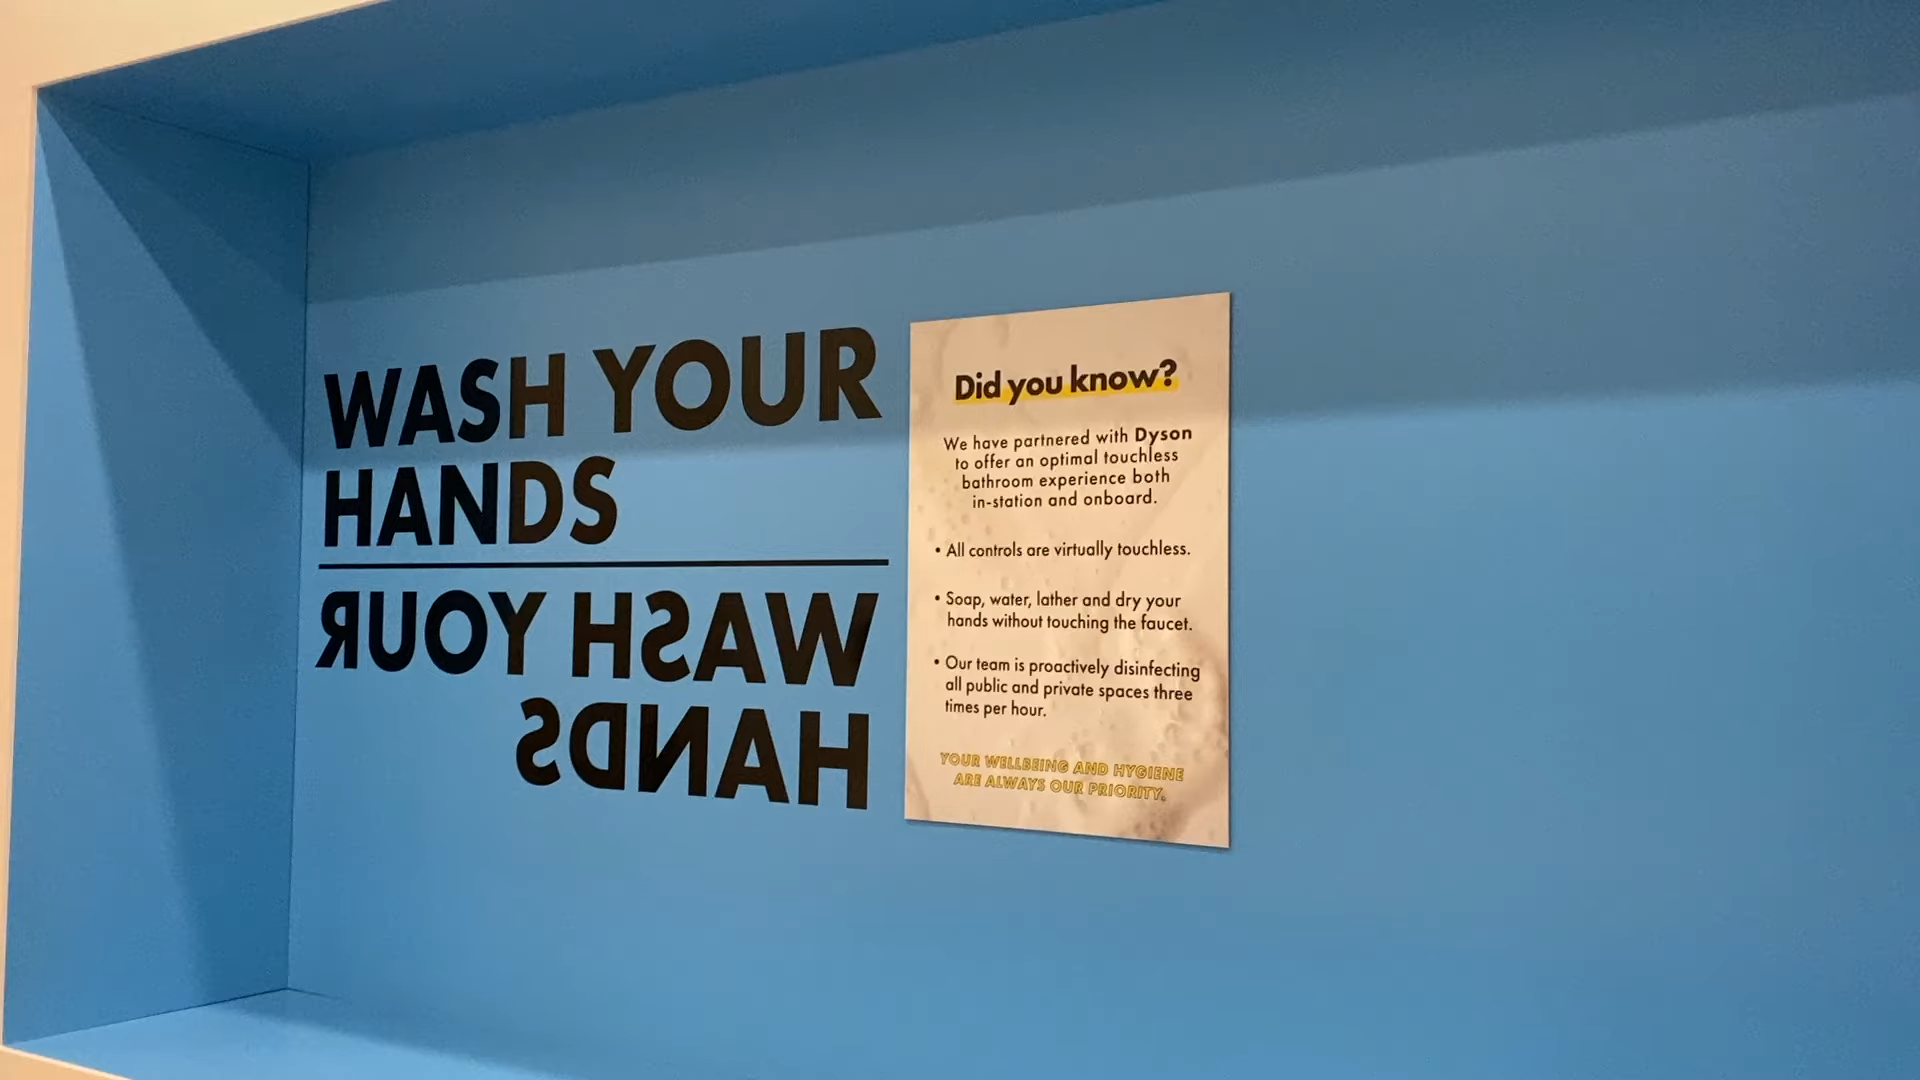 WASH YOUR
HANDS
WASH YOUR
HANDS
Did you know?
We have partnered with Dyson
to offer an optimal touchless
bathroom experience both
in-station and onboard.
• All controls are virtually touchless.
• Soap, water, lather and dry your
hands without touching the faucet.
• Our team is proactively disinfecting
all public and private spaces three
times per hour.
YOUR WELLBEING AND HYGIENE
ARE ALWAYS OUR PRIORITY.